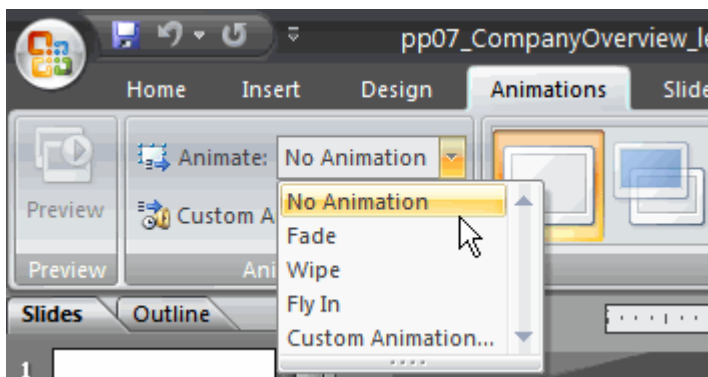 pp07_CompanyOverview_le
Home Insert Design Animations Slide
Animate: No Animation
Preview Custom A No Animation
Fade
Wipe
Preview Ani Fly In
Slides Outline Custom Animation...
1